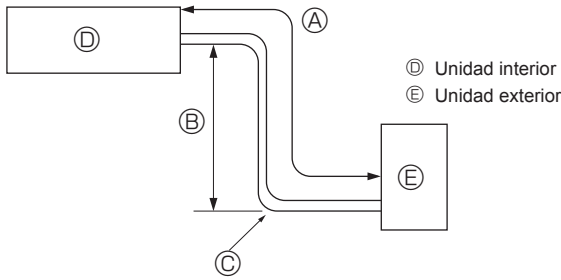 Ⓐ
Ⓓ
Ⓓ Unidad interior
Ⓔ Unidad exterior
Ⓑ
Ⓔ
Ⓒ